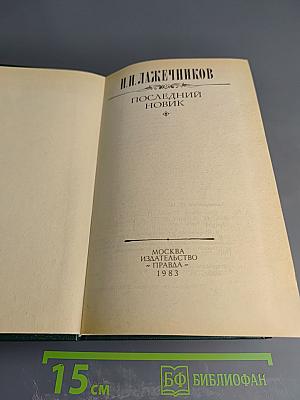 И.И. ЛАЖЕЧНИКОВ
ПОСЛЕДНИЙ
НОВИК
МОСКВА
ИЗДАТЕЛЬСТВО
«ПРАВДА»
1983
15 см
БФ БИБЛИОФАН